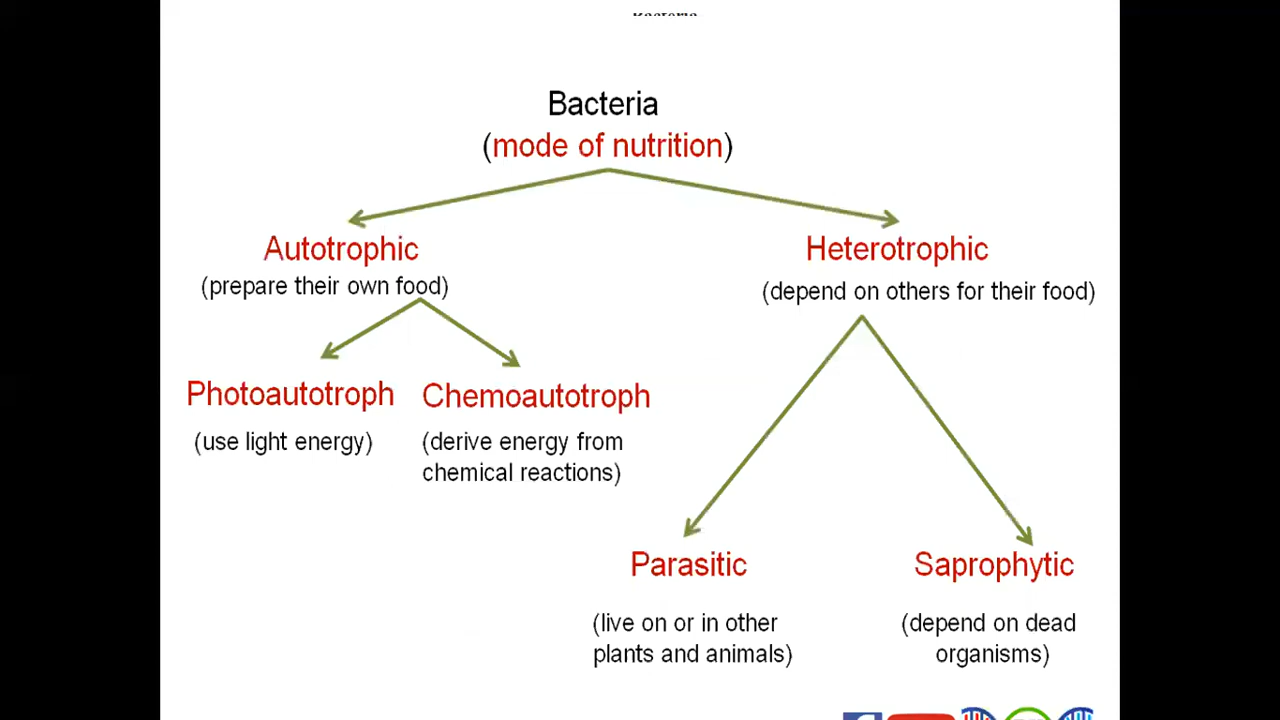 Bacteria
(mode of nutrition)
Autotrophic
(prepare their own food)
Heterotrophic
(depend on others for their food)
Photoautotroph
(use light energy)
Chemoautotroph
(derive energy from
chemical reactions)
Parasitic
(live on or in other
plants and animals)
Saprophytic
(depend on dead
organisms)